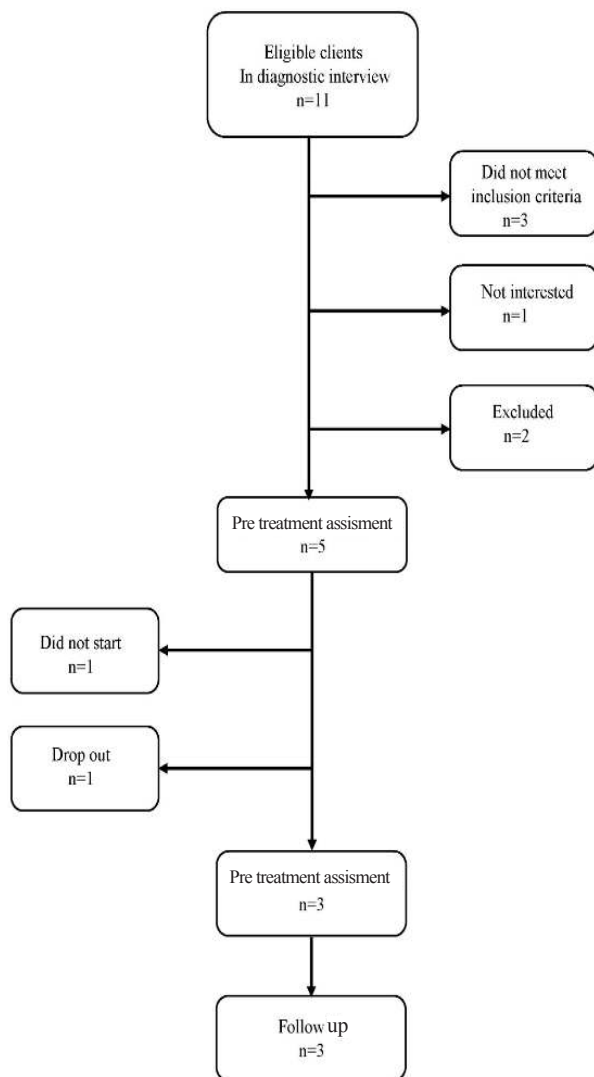 Eligible clients
In diagnostic interview
n=11
Did not meet
inclusion criteria
n=3
Not interested
n=1
Excluded
n=2
Pre treatment assisment
n=5
Did not start
n=1
Drop out
n=1
Pre treatment assisment
n=3
Follow up
n=3